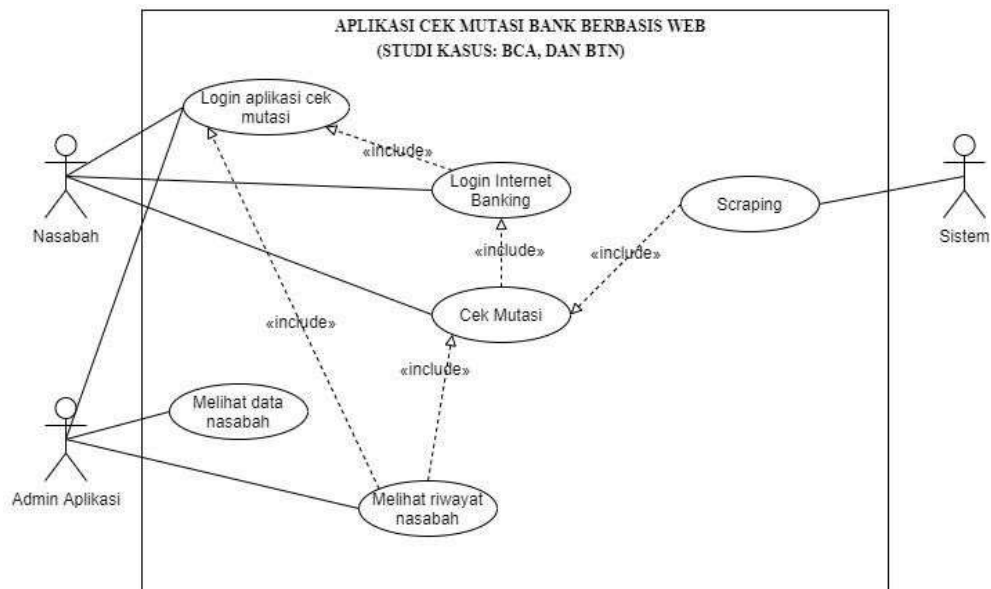 APLIKASI CEK MUTASI BANK BERBASIS WEB
(STUDI KASUS: BCA, DAN BTN)
Login aplikasi cek
mutasi
«include»
Nasabah
Login Internet
Banking
Scraping
Sistem
«include»
«include»
Cek Mutasi
«include»
«include»
Melihat data
nasabah
Admin Aplikasi
Melihat riwayat
nasabah